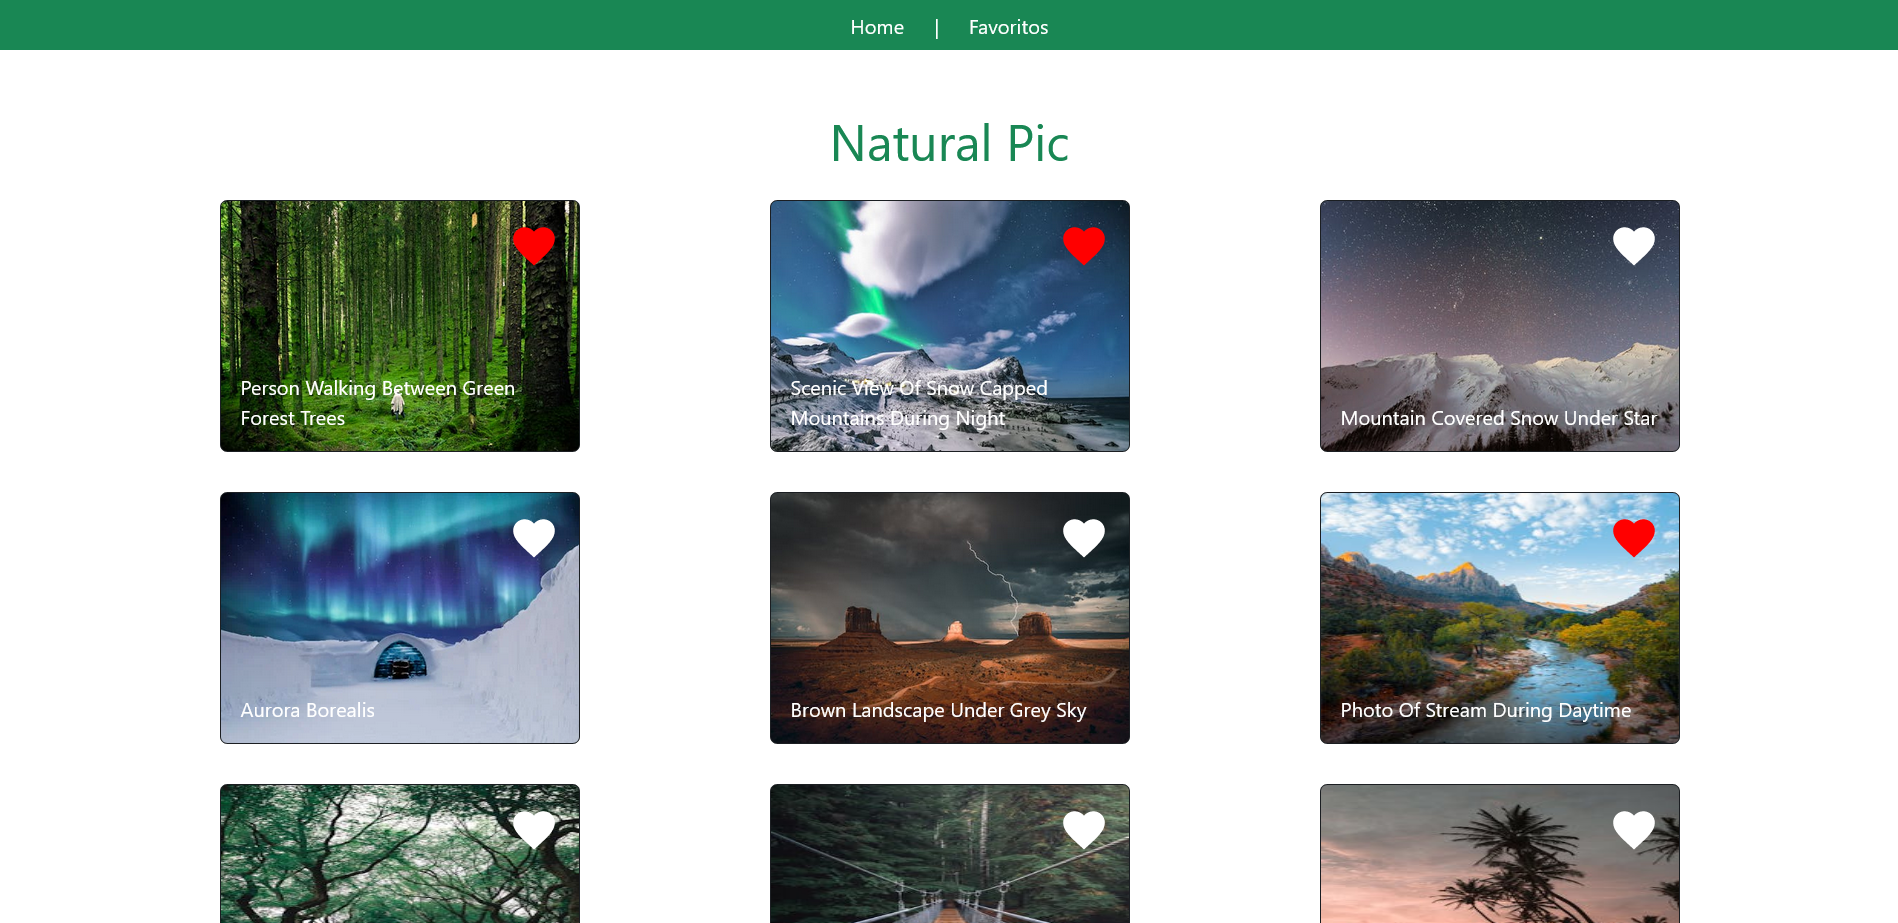 Home | Favoritos
Natural Pic
Person Walking Between Green
Forest Trees
Scenic View Of Snow Capped
Mountains During Night
Mountain Covered Snow Under Star
Aurora Borealis
Brown Landscape Under Grey Sky
Photo Of Stream During Daytime